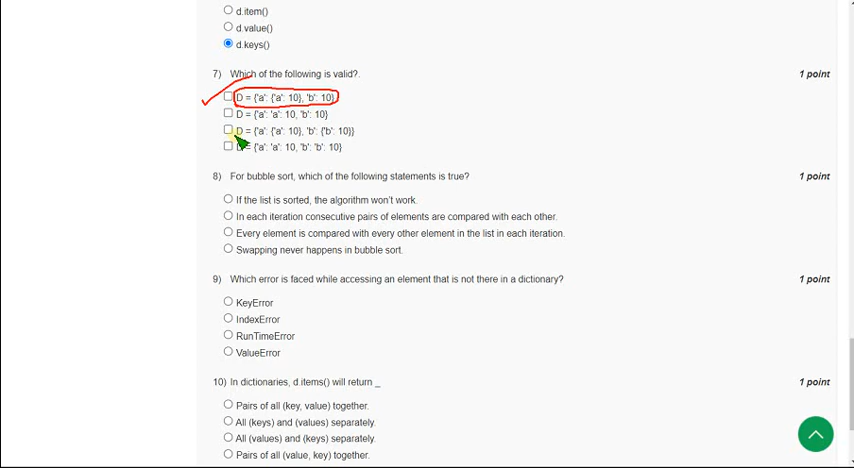 d.item()
d.value()
d.keys()
7) Which of the following is valid?. 1 point
D = {'a': {'a': 10}, 'b': 10}
D = {'a': 'a': 10, 'b': 10}
D = {'a': {'a': 10}, 'b': {'b': 10}}
= {'a': 'a': 10, 'b': 'b': 10}
8) For bubble sort, which of the following statements is true? 1 point
If the list is sorted, the algorithm won't work.
In each iteration consecutive pairs of elements are compared with each other.
Every element is compared with every other element in the list in each iteration.
Swapping never happens in bubble sort.
9) Which error is faced while accessing an element that is not there in a dictionary? 1 point
KeyError
IndexError
RunTimeError
ValueError
10) In dictionaries, d.items() will return _ 1 point
Pairs of all (key, value) together.
All (keys) and (values) separately.
All (values) and (keys) separately.
Pairs of all (value, key) together.